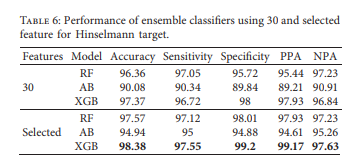 TABLE 6: Performance of ensemble classifiers using 30 and selected
feature for Hinselmann target.
Features Model Accuracy Sensitivity Specificity PPA NPA
RF 96.36 97.05 95.72 95.44 97.23
30 AB 90.08 90.34 89.84 89.21 90.91
XGB 97.37 96.72 98 97.93 96.84
RF 97.57 97.12 98.01 97.93 97.23
Selected AB 94.94 95 94.88 94.61 95.26
XGB 98.38 97.55 99.2 99.17 97.63